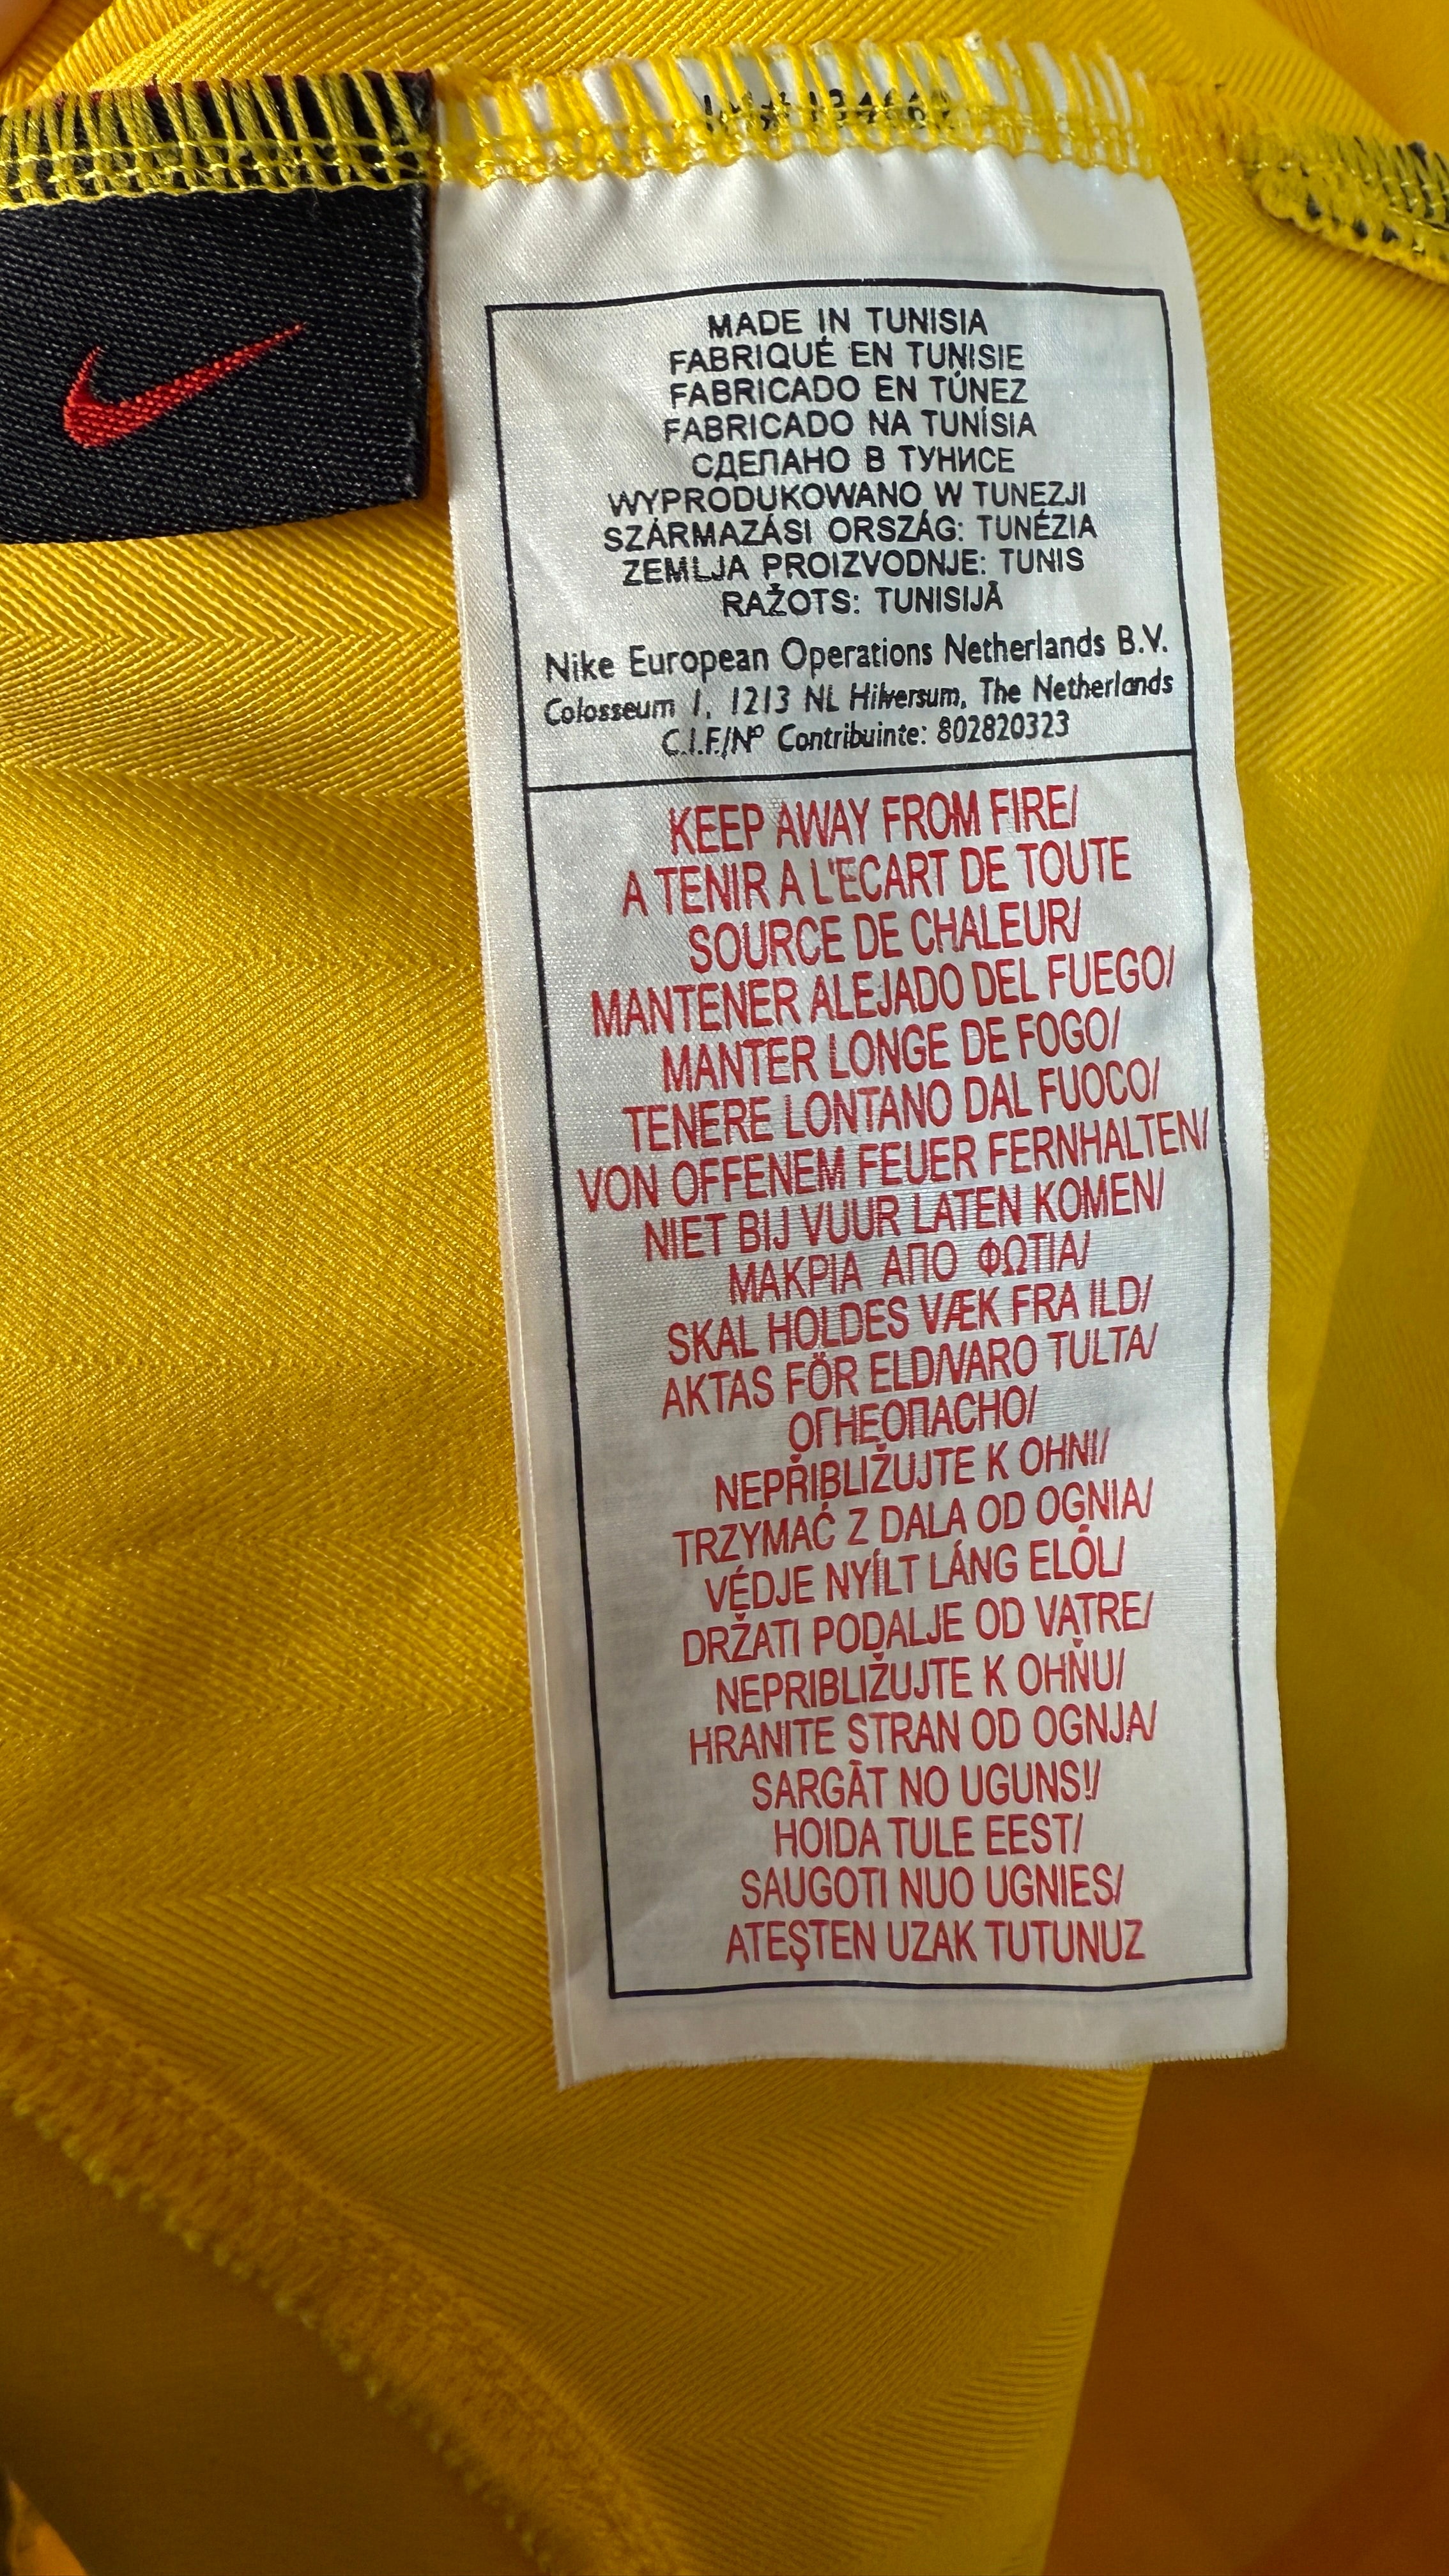 MADE IN TUNISIA
FABRIQUÉ EN TUNISIE
FABRICADO EN TÚNEZ
FABRICADO NA TUNÍSIA
СДЕПАНО В ТУНИСЕ
WYPRODUKOWANO W TUNEZJI
SZÁRMAZÁSI ORSZÁG: TUNÉZIA
ZEMLJA PROIZVODNJE: TUNIS
RAŽOTS: TUNISIJĀ
Nike European Operations Netherlands B.V.
Colosseum 1, 1213 NL Hilversum, The Netherlands
C.I.F./Nº Contribuinte: 802820323
KEEP AWAY FROM FIRE/
A TENIR A L'ECART DE TOUTE
SOURCE DE CHALEUR/
MANTENER ALEJADO DEL FUEGO/
MANTER LONGE DE FOGO/
TENERE LONTANO DAL FUOCO/
VON OFFENEM FEUER FERNHALTEN/
NIET BIJ VUUR LATEN KOMEN/
ΜΑΚΡΙΑ ΑΠΟ ΦΩΤΙΑ/
SKAL HOLDES VÆK FRA ILD/
AKTAS FÖR ELD/VARO TULTA/
ОГНЕОПАСНО/
NEPŘIBLIŽUJTE K OHNI/
TRZYMAĆ Z DALA OD OGNIA/
VÉDJE NYÍLT LÁNG ELŐL/
DRŽATI PODALJE OD VATRE/
NEPRIBLIŽUJTE K OHŇU/
HRANITE STRAN OD OGNJA/
SARGĀT NO UGUNS!/
HOIDA TULE EEST/
SAUGOTI NUO UGNIES/
ATEŞTEN UZAK TUTUNUZ